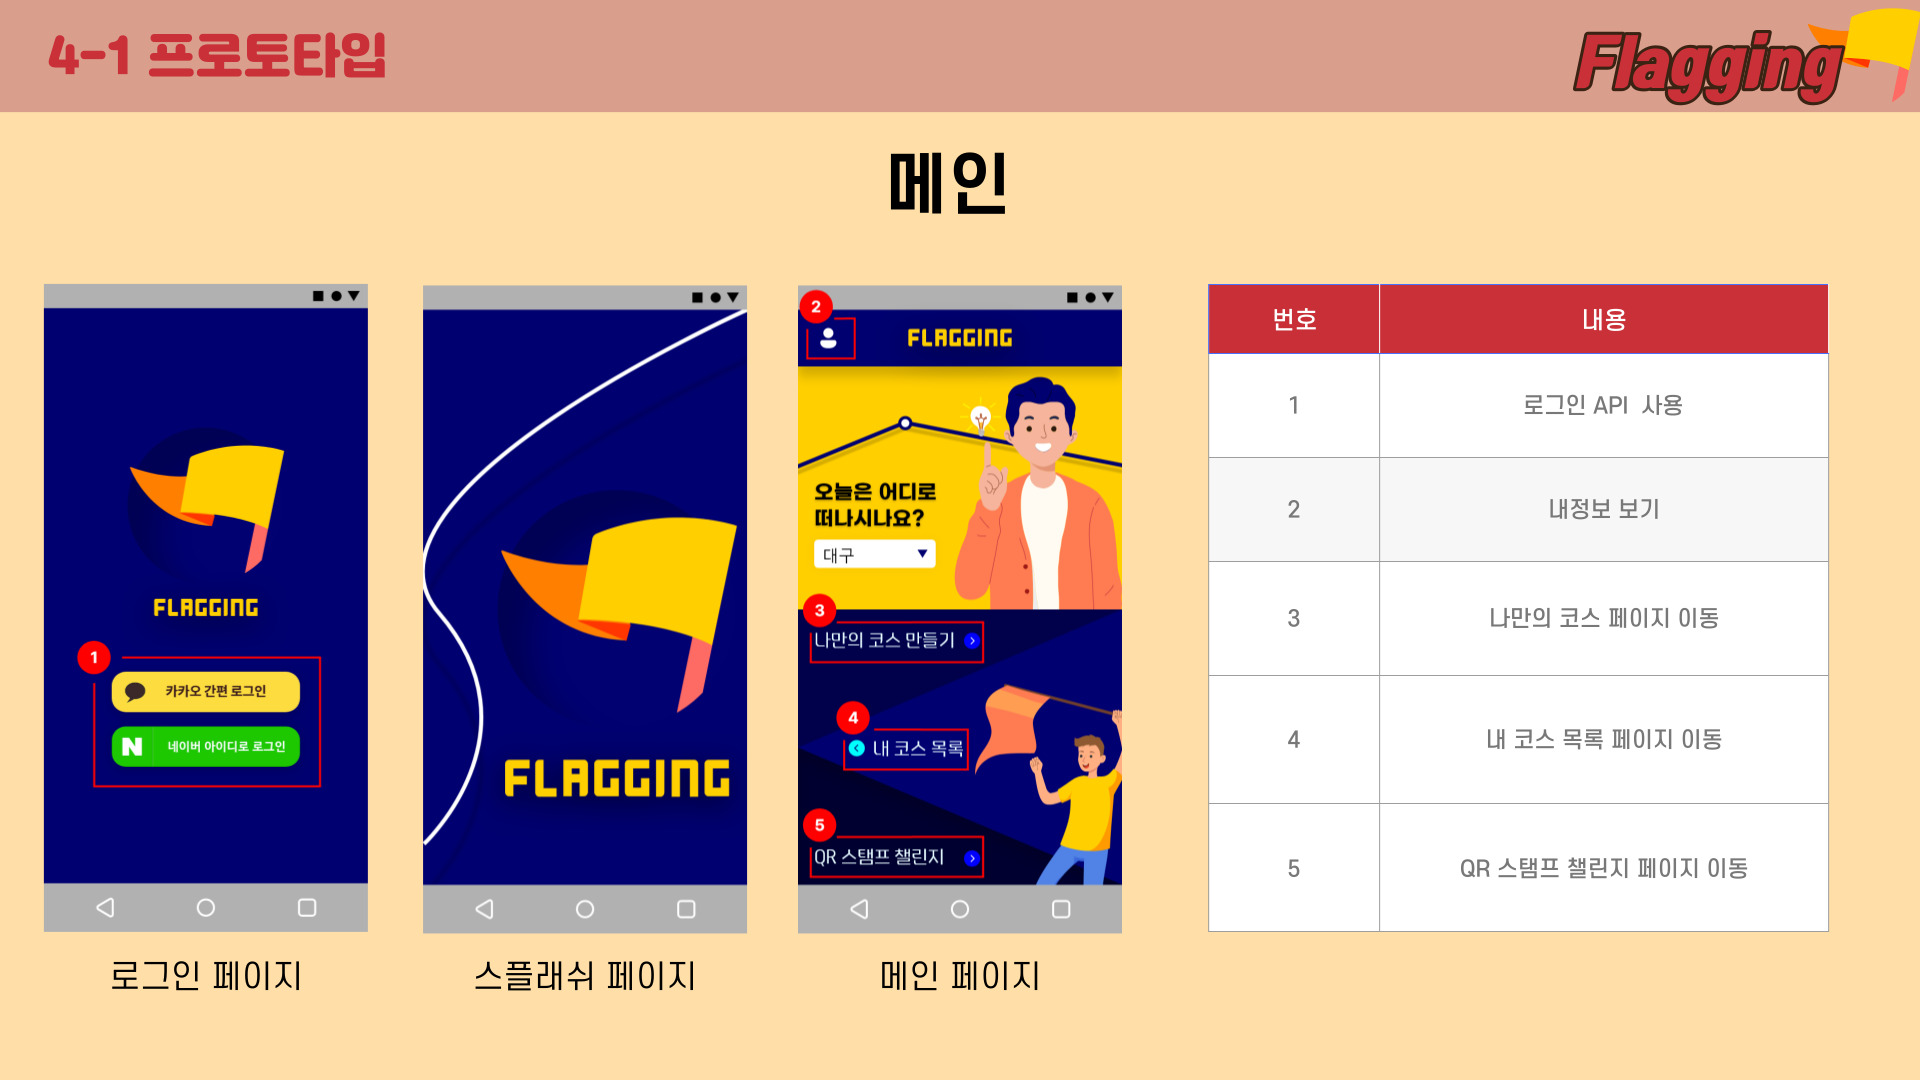 4-1 프로토타입
Flagging
메인
FLAGGING
1
카카오 간편 로그인
N
네이버 아이디로 로그인
로그인 페이지
FLAGGING
스플래쉬 페이지
2
FLAGGING
오늘은 어디로
떠나시나요?
대구
3
나만의 코스 만들기
4
내 코스 목록
5
QR 스탬프 챌린지
메인 페이지
번호 내용
1 로그인 API 사용
2 내정보 보기
3 나만의 코스 페이지 이동
4 내 코스 목록 페이지 이동
5 QR 스탬프 챌린지 페이지 이동